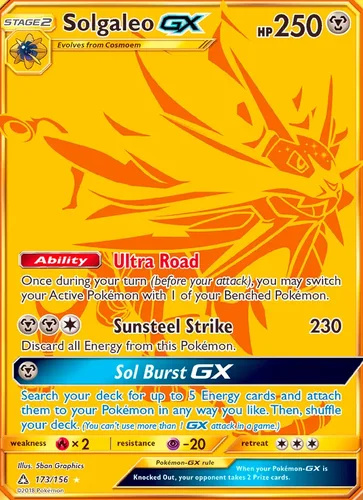 STAGE2 Solgaleo GX HP250
Evolves from Cosmoem
Ability Ultra Road
Once during your turn (before your attack), you may switch
your Active Pokémon with 1 of your Benched Pokémon.
Sunsteel Strike 230
Discard all Energy from this Pokémon.
Sol Burst GX
Search your deck for up to 5 Energy cards and attach
them to your Pokémon in any way you like. Then, shuffle
your deck. (You can't use more than 1 GX attack in a game.)
weakness ×2 resistance -20 retreat
Illus. 5ban Graphics
173/156
©2018 Pokémon
Pokémon-GX rule
When your Pokémon-GX is
Knocked Out, your opponent takes 2 Prize cards.